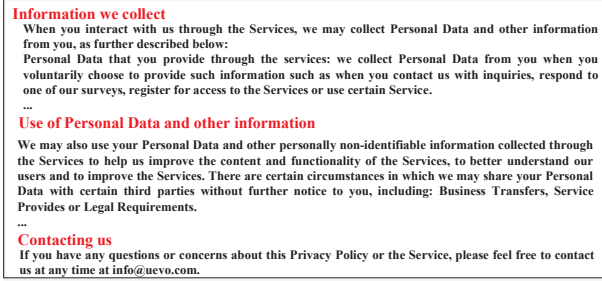 Information we collect
When you interact with us through the Services, we may collect Personal Data and other information
from you, as further described below:
Personal Data that you provide through the services: we collect Personal Data from you when you
voluntarily choose to provide such information such as when you contact us with inquiries, respond to
one of our surveys, register for access to the Services or use certain Service.
...
Use of Personal Data and other information
We may also use your Personal Data and other personally non-identifiable information collected through
the Services to help us improve the content and functionality of the Services, to better understand our
users and to improve the Services. There are certain circumstances in which we may share your Personal
Data with certain third parties without further notice to you, including: Business Transfers, Service
Provides or Legal Requirements.
...
Contacting us
If you have any questions or concerns about this Privacy Policy or the Service, please feel free to contact
us at any time at info@uevo.com.